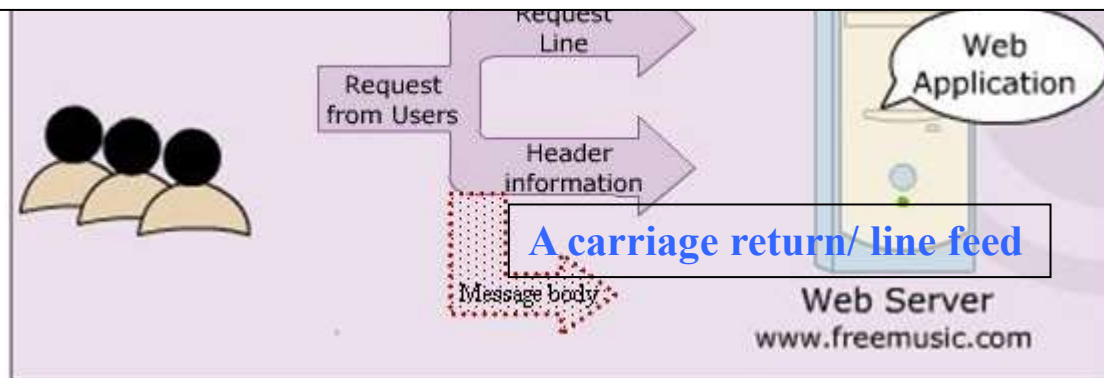 Request
Line
Web
Application
Request
from Users
Header
information
A carriage return/ line feed
Message body
Web Server
www.freemusic.com